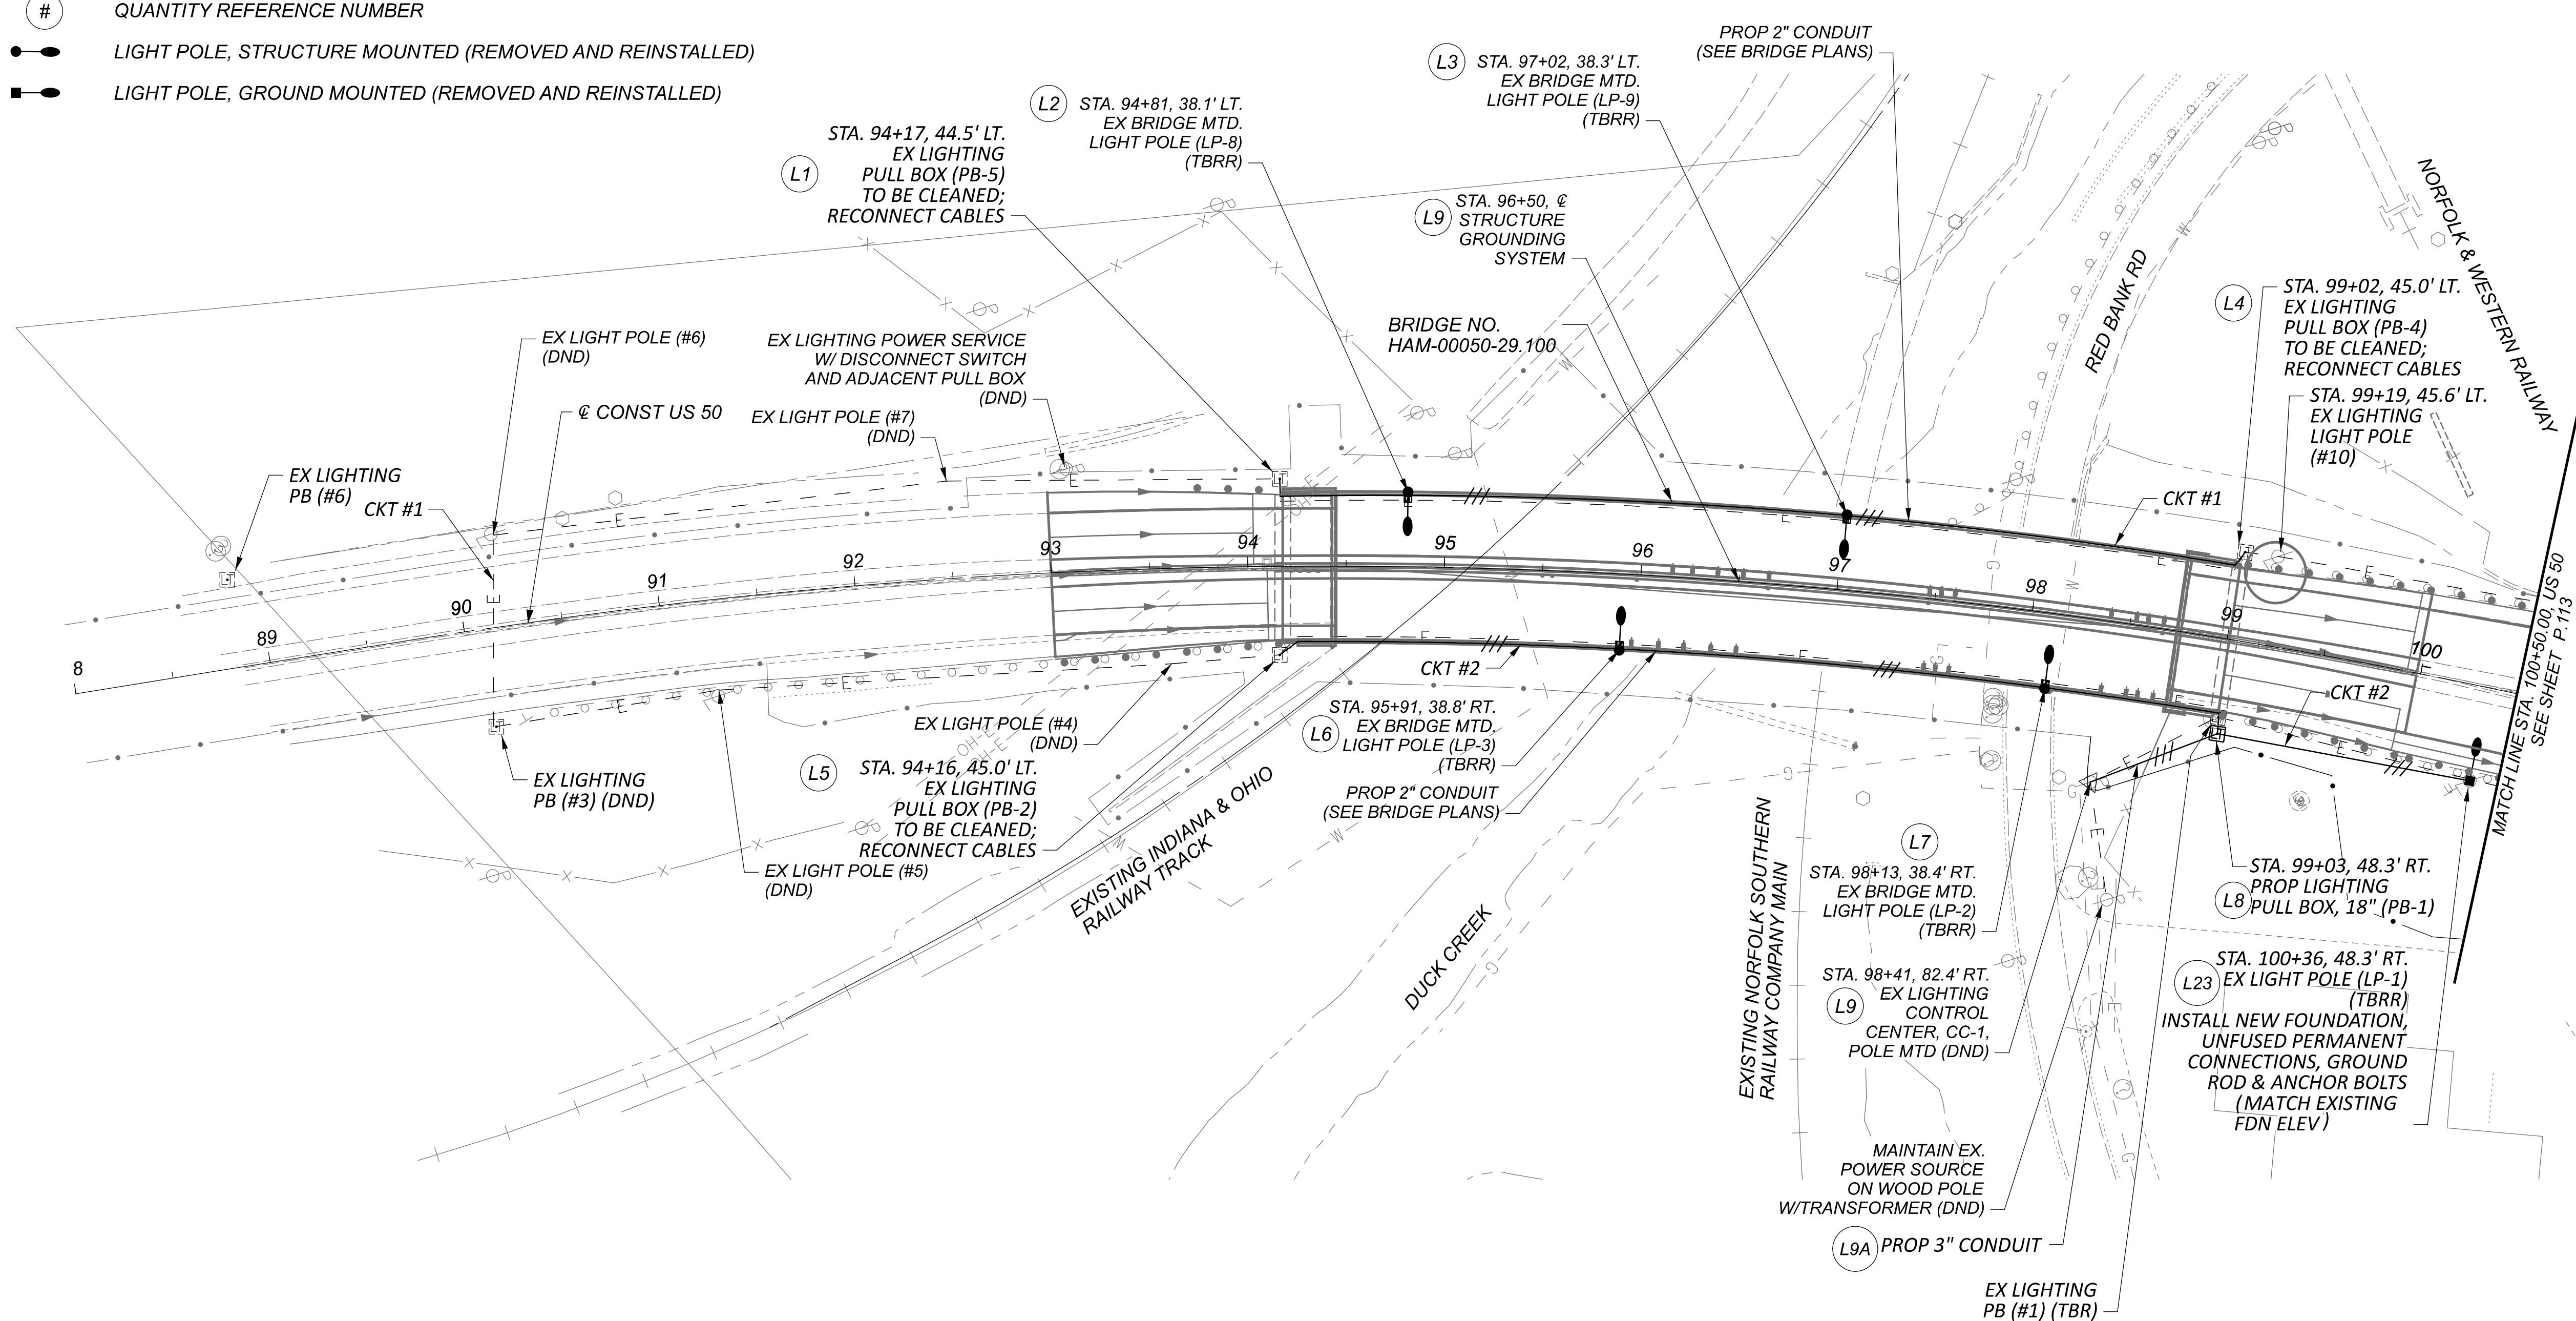 #
QUANTITY REFERENCE NUMBER
LIGHT POLE, STRUCTURE MOUNTED (REMOVED AND REINSTALLED)
LIGHT POLE, GROUND MOUNTED (REMOVED AND REINSTALLED)
L1
STA. 94+17, 44.5' LT.
EX LIGHTING
PULL BOX (PB-5)
TO BE CLEANED;
RECONNECT CABLES
L2
STA. 94+81, 38.1' LT.
EX BRIDGE MTD.
LIGHT POLE (LP-8)
(TBRR)
L3
STA. 97+02, 38.3' LT.
EX BRIDGE MTD.
LIGHT POLE (LP-9)
(TBRR)
PROP 2" CONDUIT
(SEE BRIDGE PLANS)
L9
STA. 96+50, ℄
STRUCTURE
GROUNDING
SYSTEM
BRIDGE NO.
HAM-00050-29.100
RED BANK RD
NORFOLK & WESTERN RAILWAY
L4
STA. 99+02, 45.0' LT.
EX LIGHTING
PULL BOX (PB-4)
TO BE CLEANED;
RECONNECT CABLES
STA. 99+19, 45.6' LT.
EX LIGHTING
LIGHT POLE
(#10)
EX LIGHT POLE (#6)
(DND)
EX LIGHTING POWER SERVICE
W/ DISCONNECT SWITCH
AND ADJACENT PULL BOX
(DND)
℄ CONST US 50
EX LIGHT POLE (#7)
(DND)
EX LIGHTING
PB (#6)
CKT #1
CKT #1
8
89
90
91
92
93
94
95
96
97
98
99
100
MATCH LINE STA. 100+50.00, US 50
SEE SHEET P.113
CKT #2
CKT #2
EX LIGHTING
PB (#3) (DND)
EX LIGHT POLE (#4)
(DND)
L5
STA. 94+16, 45.0' LT.
EX LIGHTING
PULL BOX (PB-2)
TO BE CLEANED;
RECONNECT CABLES
EX LIGHT POLE (#5)
(DND)
OH-E
OH-E
OH-E
EXISTING INDIANA & OHIO
RAILWAY TRACK
L6
STA. 95+91, 38.8' RT.
EX BRIDGE MTD.
LIGHT POLE (LP-3)
(TBRR)
PROP 2" CONDUIT
(SEE BRIDGE PLANS)
DUCK CREEK
EXISTING NORFOLK SOUTHERN
RAILWAY COMPANY MAIN
L7
STA. 98+13, 38.4' RT.
EX BRIDGE MTD.
LIGHT POLE (LP-2)
(TBRR)
L9
STA. 98+41, 82.4' RT.
EX LIGHTING
CONTROL
CENTER, CC-1,
POLE MTD (DND)
L8
STA. 99+03, 48.3' RT.
PROP LIGHTING
PULL BOX, 18" (PB-1)
L23
STA. 100+36, 48.3' RT.
EX LIGHT POLE (LP-1)
(TBRR)
INSTALL NEW FOUNDATION,
UNFUSED PERMANENT
CONNECTIONS, GROUND
ROD & ANCHOR BOLTS
(MATCH EXISTING
FDN ELEV)
MAINTAIN EX.
POWER SOURCE
ON WOOD POLE
W/TRANSFORMER (DND)
L9A
PROP 3" CONDUIT
EX LIGHTING
PB (#1) (TBR)